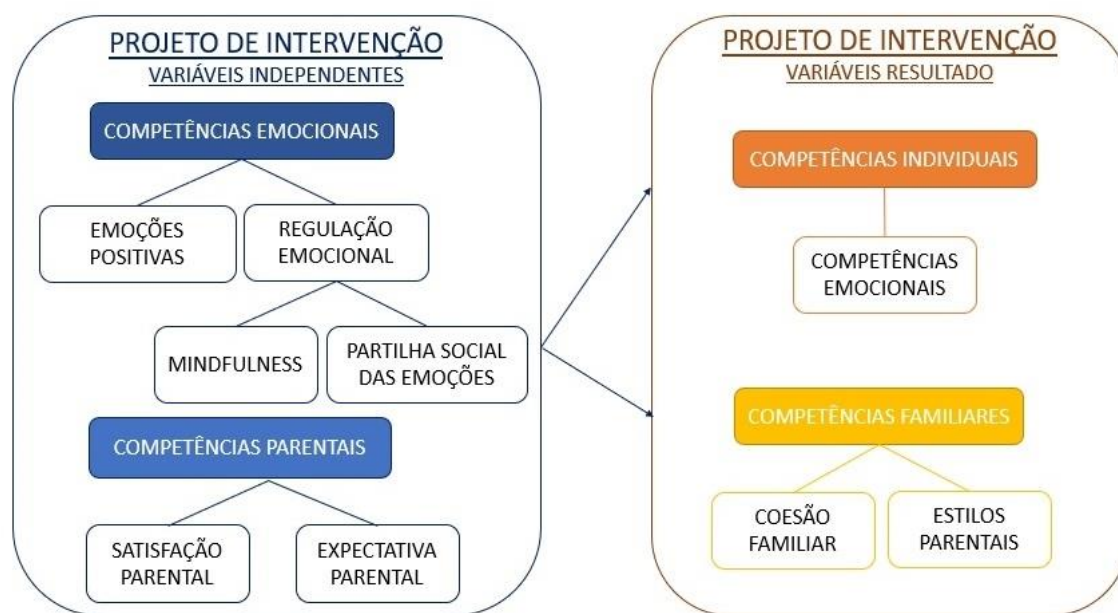 PROJETO DE INTERVENÇÃO
VARIÁVEIS INDEPENDENTES
COMPETÊNCIAS EMOCIONAIS
EMOÇÕES
POSITIVAS
REGULAÇÃO
EMOCIONAL
MINDFULNESS
PARTILHA SOCIAL
DAS EMOÇÕES
COMPETÊNCIAS PARENTAIS
SATISFAÇÃO
PARENTAL
EXPECTATIVA
PARENTAL
PROJETO DE INTERVENÇÃO
VARIÁVEIS RESULTADO
COMPETÊNCIAS INDIVIDUAIS
COMPETÊNCIAS
EMOCIONAIS
COMPETÊNCIAS FAMILIARES
COESÃO
FAMILIAR
ESTILOS
PARENTAIS